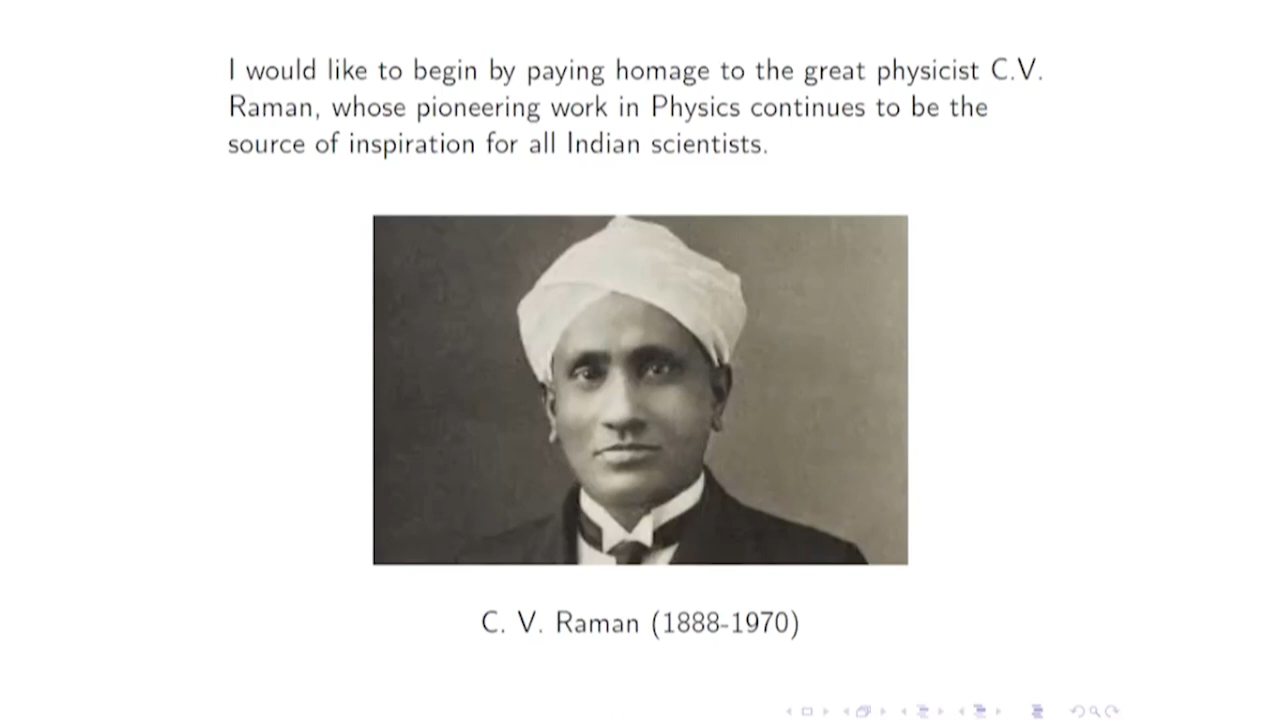 I would like to begin by paying homage to the great physicist C.V.
Raman, whose pioneering work in Physics continues to be the
source of inspiration for all Indian scientists.
C. V. Raman (1888-1970)